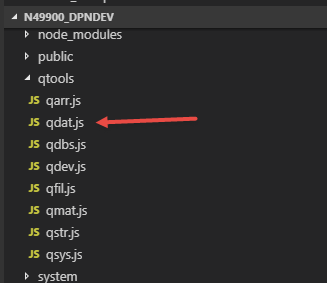 N49900_DPNDEV
node_modules
public
qtools
JS qarr.js
JS qdat.js
JS qdbs.js
JS qdev.js
JS qfil.js
JS qmat.js
JS qstr.js
JS qsys.js
system